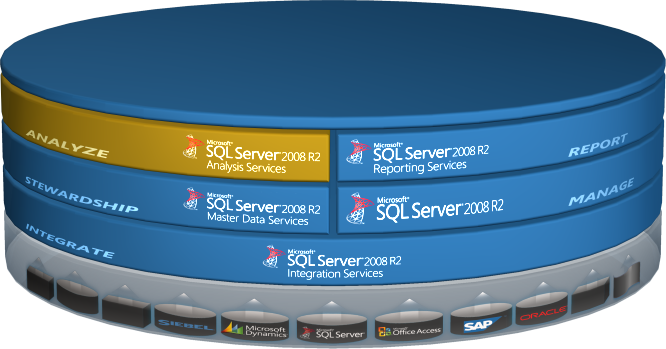 ANALYZE
Microsoft®
SQL Server 2008 R2
Analysis Services
Microsoft®
SQL Server 2008 R2
Reporting Services
REPORT
STEWARDSHIP
Microsoft®
SQL Server 2008 R2
Master Data Services
Microsoft®
SQL Server 2008 R2
MANAGE
INTEGRATE
Microsoft®
SQL Server 2008 R2
Integration Services
SIEBEL
Microsoft
Dynamics
SQL Server
Office Access
SAP
ORACLE